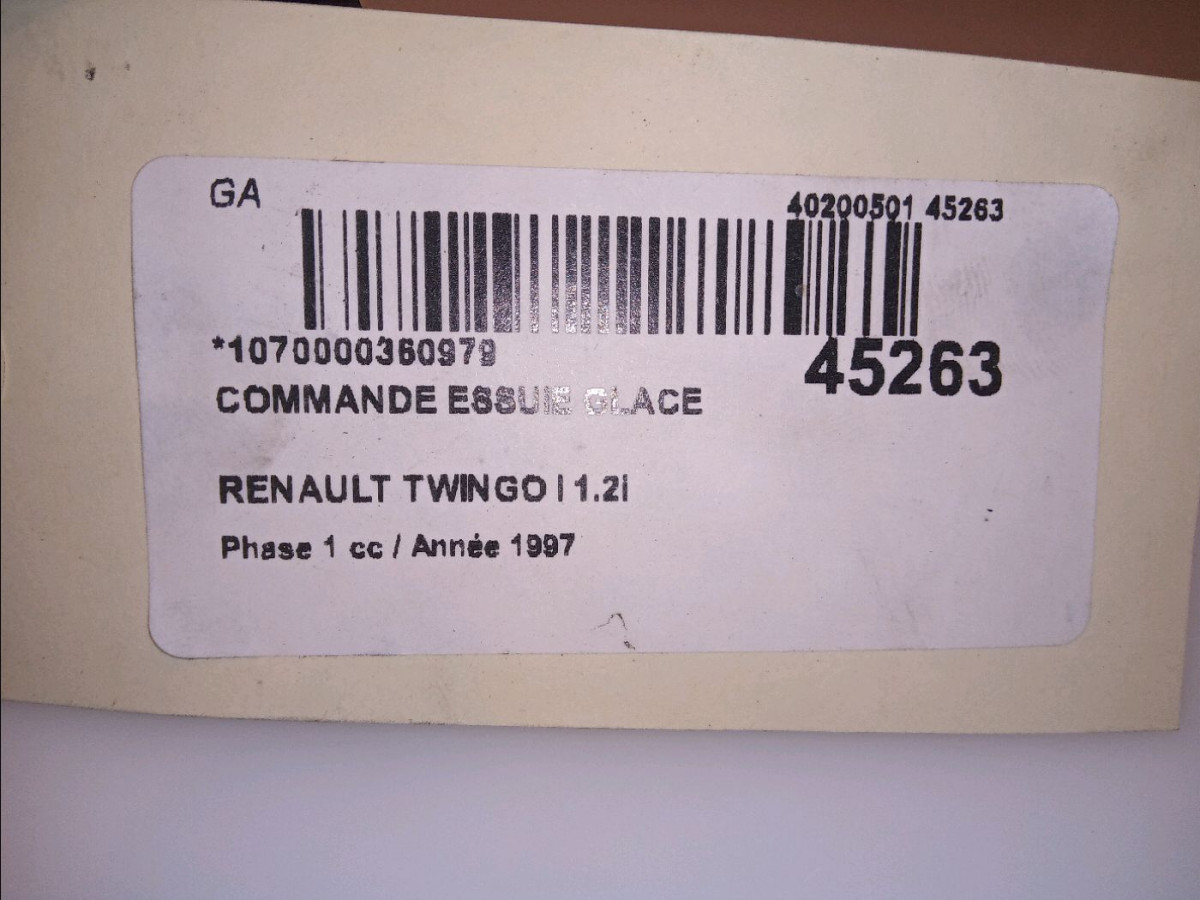 GA
40200501 45263
*1070000360979
45263
COMMANDE ESSUIE GLACE
RENAULT TWINGO I 1.2i
Phase 1 cc / Année 1997